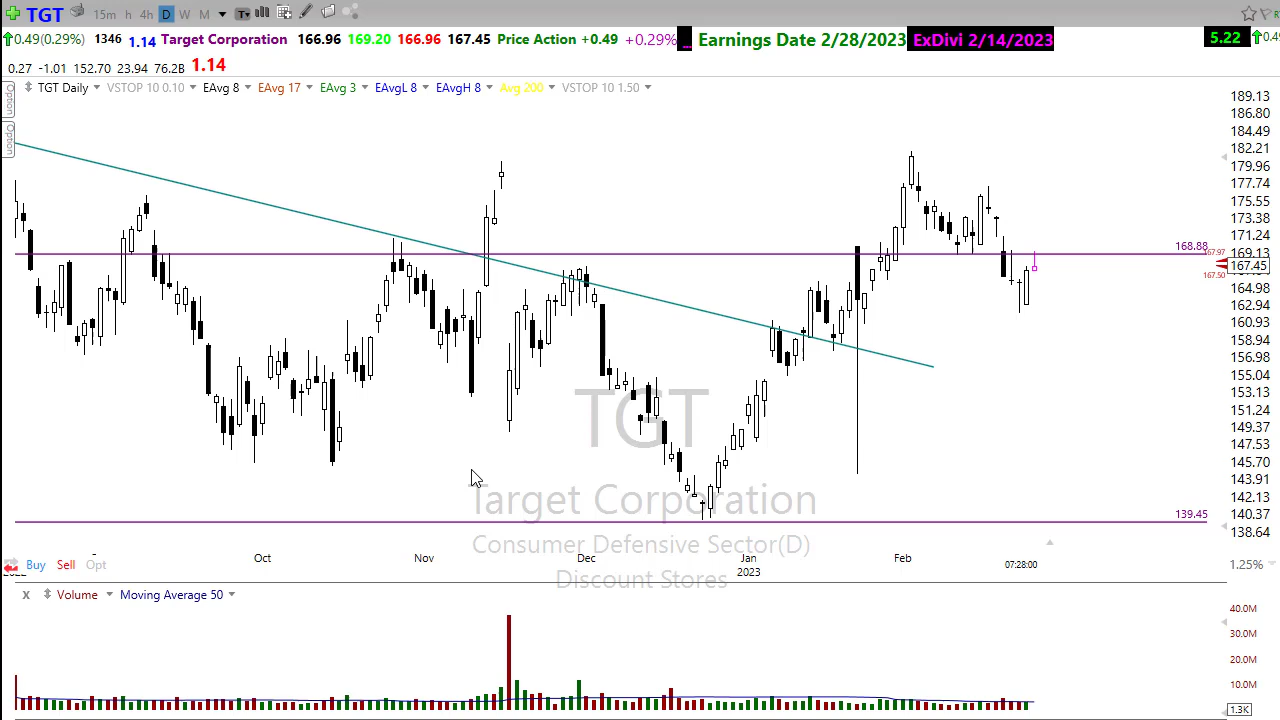 TGT 15m h 4h D W M T
0.49(0.29%) 1346 1.14 Target Corporation 166.96 169.20 166.96 167.45 Price Action +0.49 +0.29% ... Earnings Date 2/28/2023 ExDivi 2/14/2023 5.22
0.27 -1.01 152.70 23.94 76.2B 1.14
TGT Daily VSTOP 10 0.10 EAvg 8 EAvg 17 EAvg 3 EAvgL 8 EAvgH 8 Avg 200 VSTOP 10 1.50
Option
Option
189.13
186.80
184.49
182.21
179.96
177.74
175.55
173.38
171.24
168.88
169.13
167.97
167.45
167.50
164.98
162.94
160.93
158.94
156.98
155.04
153.13
151.24
149.37
147.53
145.70
143.91
142.13
140.37
138.64
139.45
TGT
Target Corporation
Consumer Defensive Sector(D)
Discount Stores
Oct Nov Dec Jan Feb
2023
07:28:00
Buy Sell Opt
1.25%
X Volume Moving Average 50
40.0M
30.0M
20.0M
10.0M
1.3K